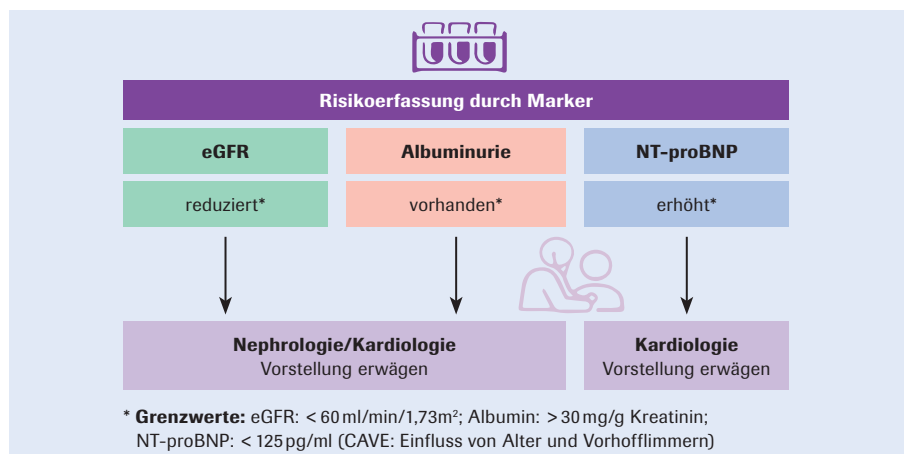 Risikoerfassung durch Marker
eGFR
Albuminurie
NT-proBNP
reduziert*
vorhanden*
erhöht*
Nephrologie/Kardiologie
Vorstellung erwägen
Kardiologie
Vorstellung erwägen
* Grenzwerte: eGFR: < 60 ml/min/1,73m²; Albumin: > 30 mg/g Kreatinin;
NT-proBNP: < 125 pg/ml (CAVE: Einfluss von Alter und Vorhofflimmern)